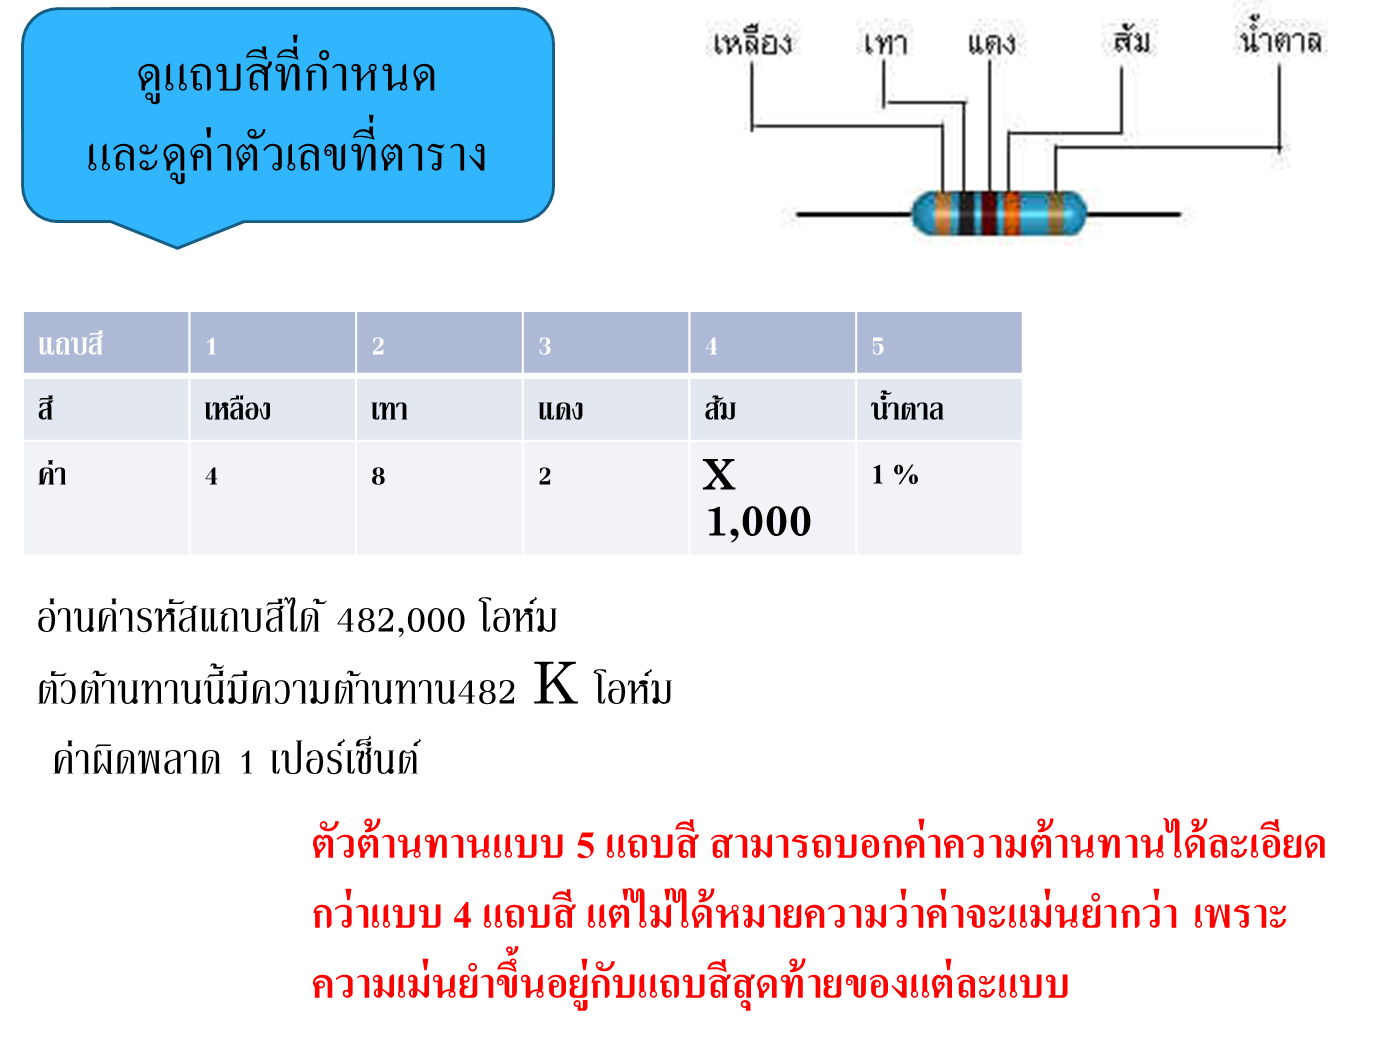 ดูแถบสีที่กำหนด
และดูค่าตัวเลขที่ตาราง
เหลือง เทา แดง ส้ม น้ำตาล
แถบสี 1 2 3 4 5
สี เหลือง เทา แดง ส้ม น้ำตาล
ค่า 4 8 2 X 1 %
1,000
อ่านค่ารหัสแถบสีได้ 482,000 โอห์ม
ตัวต้านทานนี้มีความต้านทาน482 K โอห์ม
ค่าผิดพลาด 1 เปอร์เซ็นต์
ตัวต้านทานแบบ 5 แถบสี สามารถบอกค่าความต้านทานได้ละเอียด
กว่าแบบ 4 แถบสี แต่ไม่ได้หมายความว่าค่าจะแม่นยำกว่า เพราะ
ความเม่นยำขึ้นอยู่กับแถบสีสุดท้ายของแต่ละแบบ